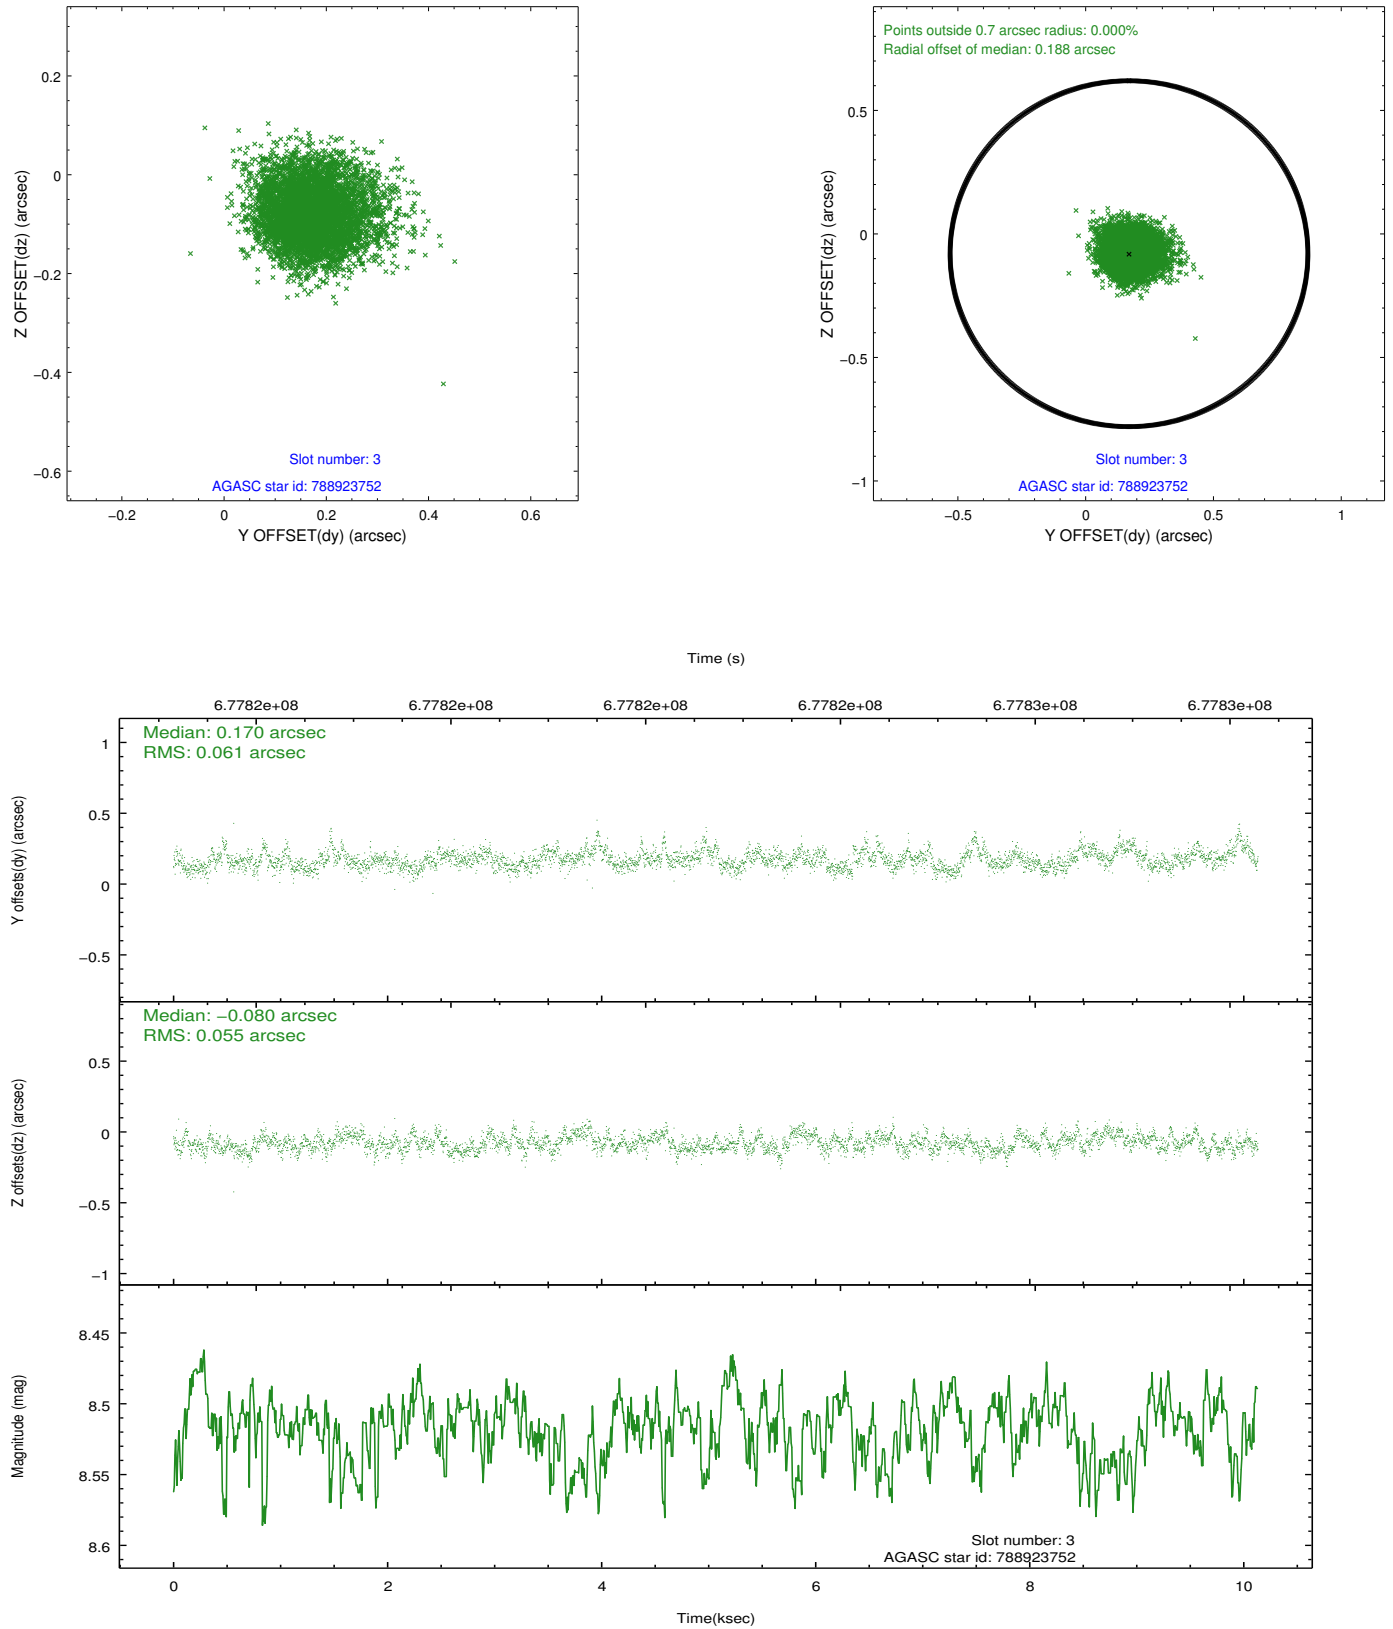 0.2
0
−0.2
−0.4
−0.6
Z OFFSET(dz) (arcsec)
Slot number: 3
AGASC star id: 788923752
−0.2 0 0.2 0.4 0.6
Y OFFSET(dy) (arcsec)
Points outside 0.7 arcsec radius: 0.000%
Radial offset of median: 0.188 arcsec
0.5
0
−0.5
−1
Z OFFSET(dz) (arcsec)
Slot number: 3
AGASC star id: 788923752
−0.5 0 0.5 1
Y OFFSET(dy) (arcsec)
Time (s)
6.7782e+08 6.7782e+08 6.7782e+08 6.7782e+08 6.7783e+08 6.7783e+08
Median: 0.170 arcsec
RMS: 0.061 arcsec
1
0.5
0
−0.5
Y offsets(dy) (arcsec)
Median: −0.080 arcsec
RMS: 0.055 arcsec
0.5
0
−0.5
−1
Z offsets(dz) (arcsec)
8.45
8.5
8.55
8.6
Magnitude (mag)
Slot number: 3
AGASC star id: 788923752
0 2 4 6 8 10
Time(ksec)